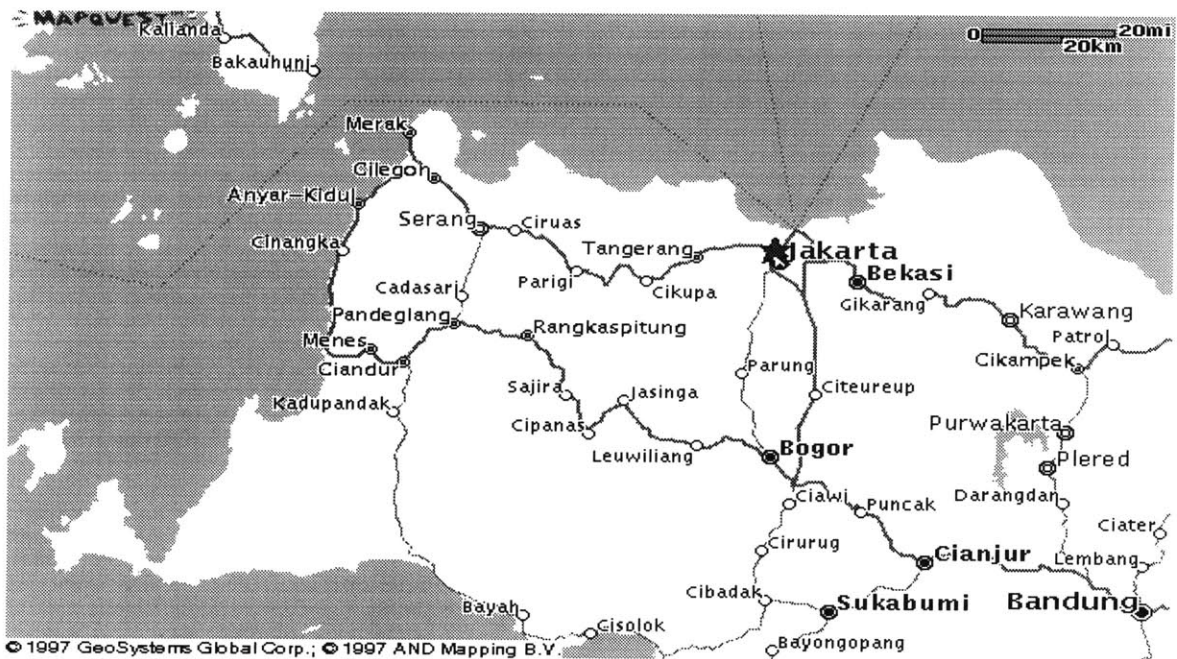 MAPQUEST
Kallanda
0 20mi
20km
Bakauhuni
Merak
Cilegon
Anyar-Kidul
Serang
Ciruas
Cinangka
Tangerang
Jakarta
Bekasi
Parigi
Cikupa
Gikarang
Cadasari
Pandeglang
Rangkaspitung
Karawang
Patrol
Menes
Ciandur
Cikampek
Parung
Sajira
Jasinga
Citeureup
Kadupandak
Cipanas
Purwakarta
Leuwiliang
Bogor
Plered
Ciawi
Puncak
Darangdan
Ciater
Cirurug
Cianjur
Lembang
Cibadak
Bayah
Sukabumi
Bandung
Cisolok
Bayongopang
© 1997 GeoSystems Global Corp.; © 1997 AND Mapping B.V.